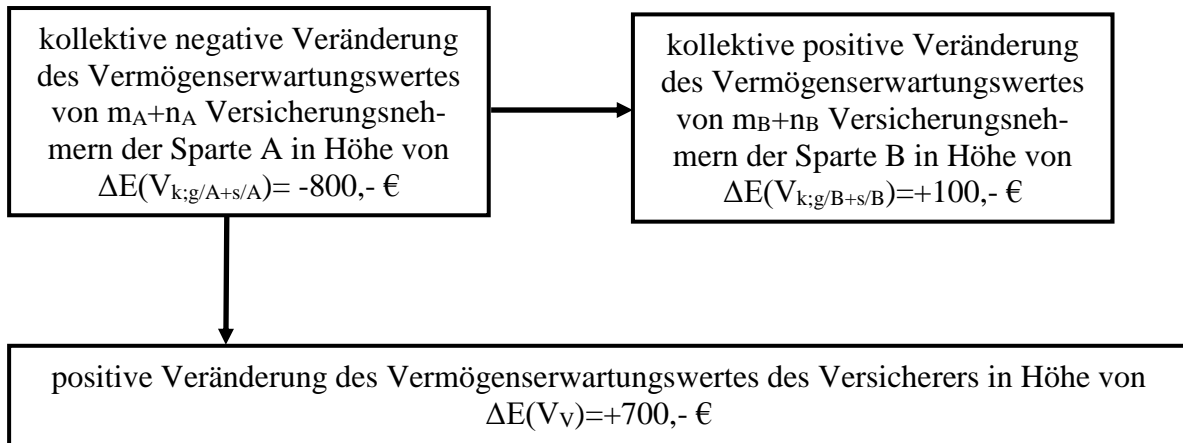 kollektive negative Veränderung
des Vermögenserwartungswertes
von mA+nA Versicherungsneh-
mern der Sparte A in Höhe von
ΔE(Vk;g/A+s/A)= -800,- €
kollektive positive Veränderung
des Vermögenserwartungswertes
von mB+nB Versicherungsneh-
mern der Sparte B in Höhe von
ΔE(Vk;g/B+s/B)=+100,- €
positive Veränderung des Vermögenserwartungswertes des Versicherers in Höhe von
ΔE(VV)=+700,- €